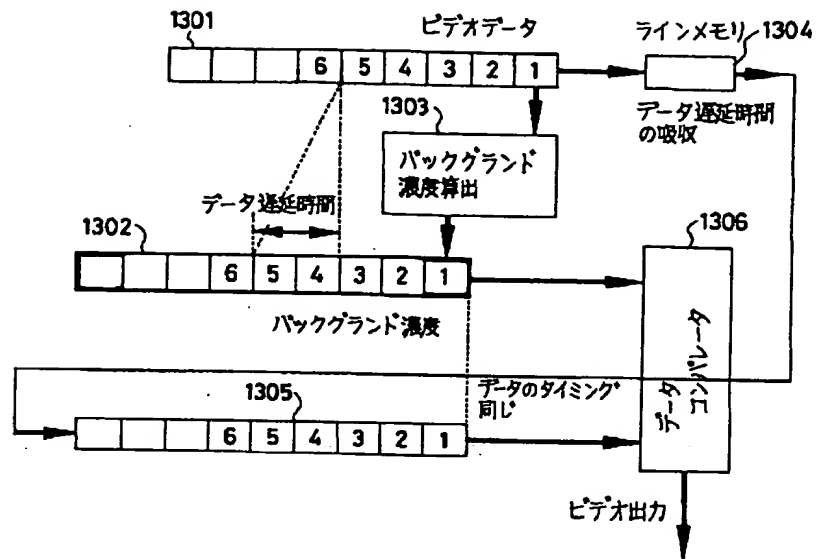 1301
ビデオデータ
ラインメモリ
1304
6 5 4 3 2 1
データ遅延時間
の吸収
1303
バックグランド
濃度算出
データ遅延時間
1302
1306
6 5 4 3 2 1
バックグランド濃度
データ
コンパレータ
1305
データのタイミング
同じ
6 5 4 3 2 1
ビデオ出力